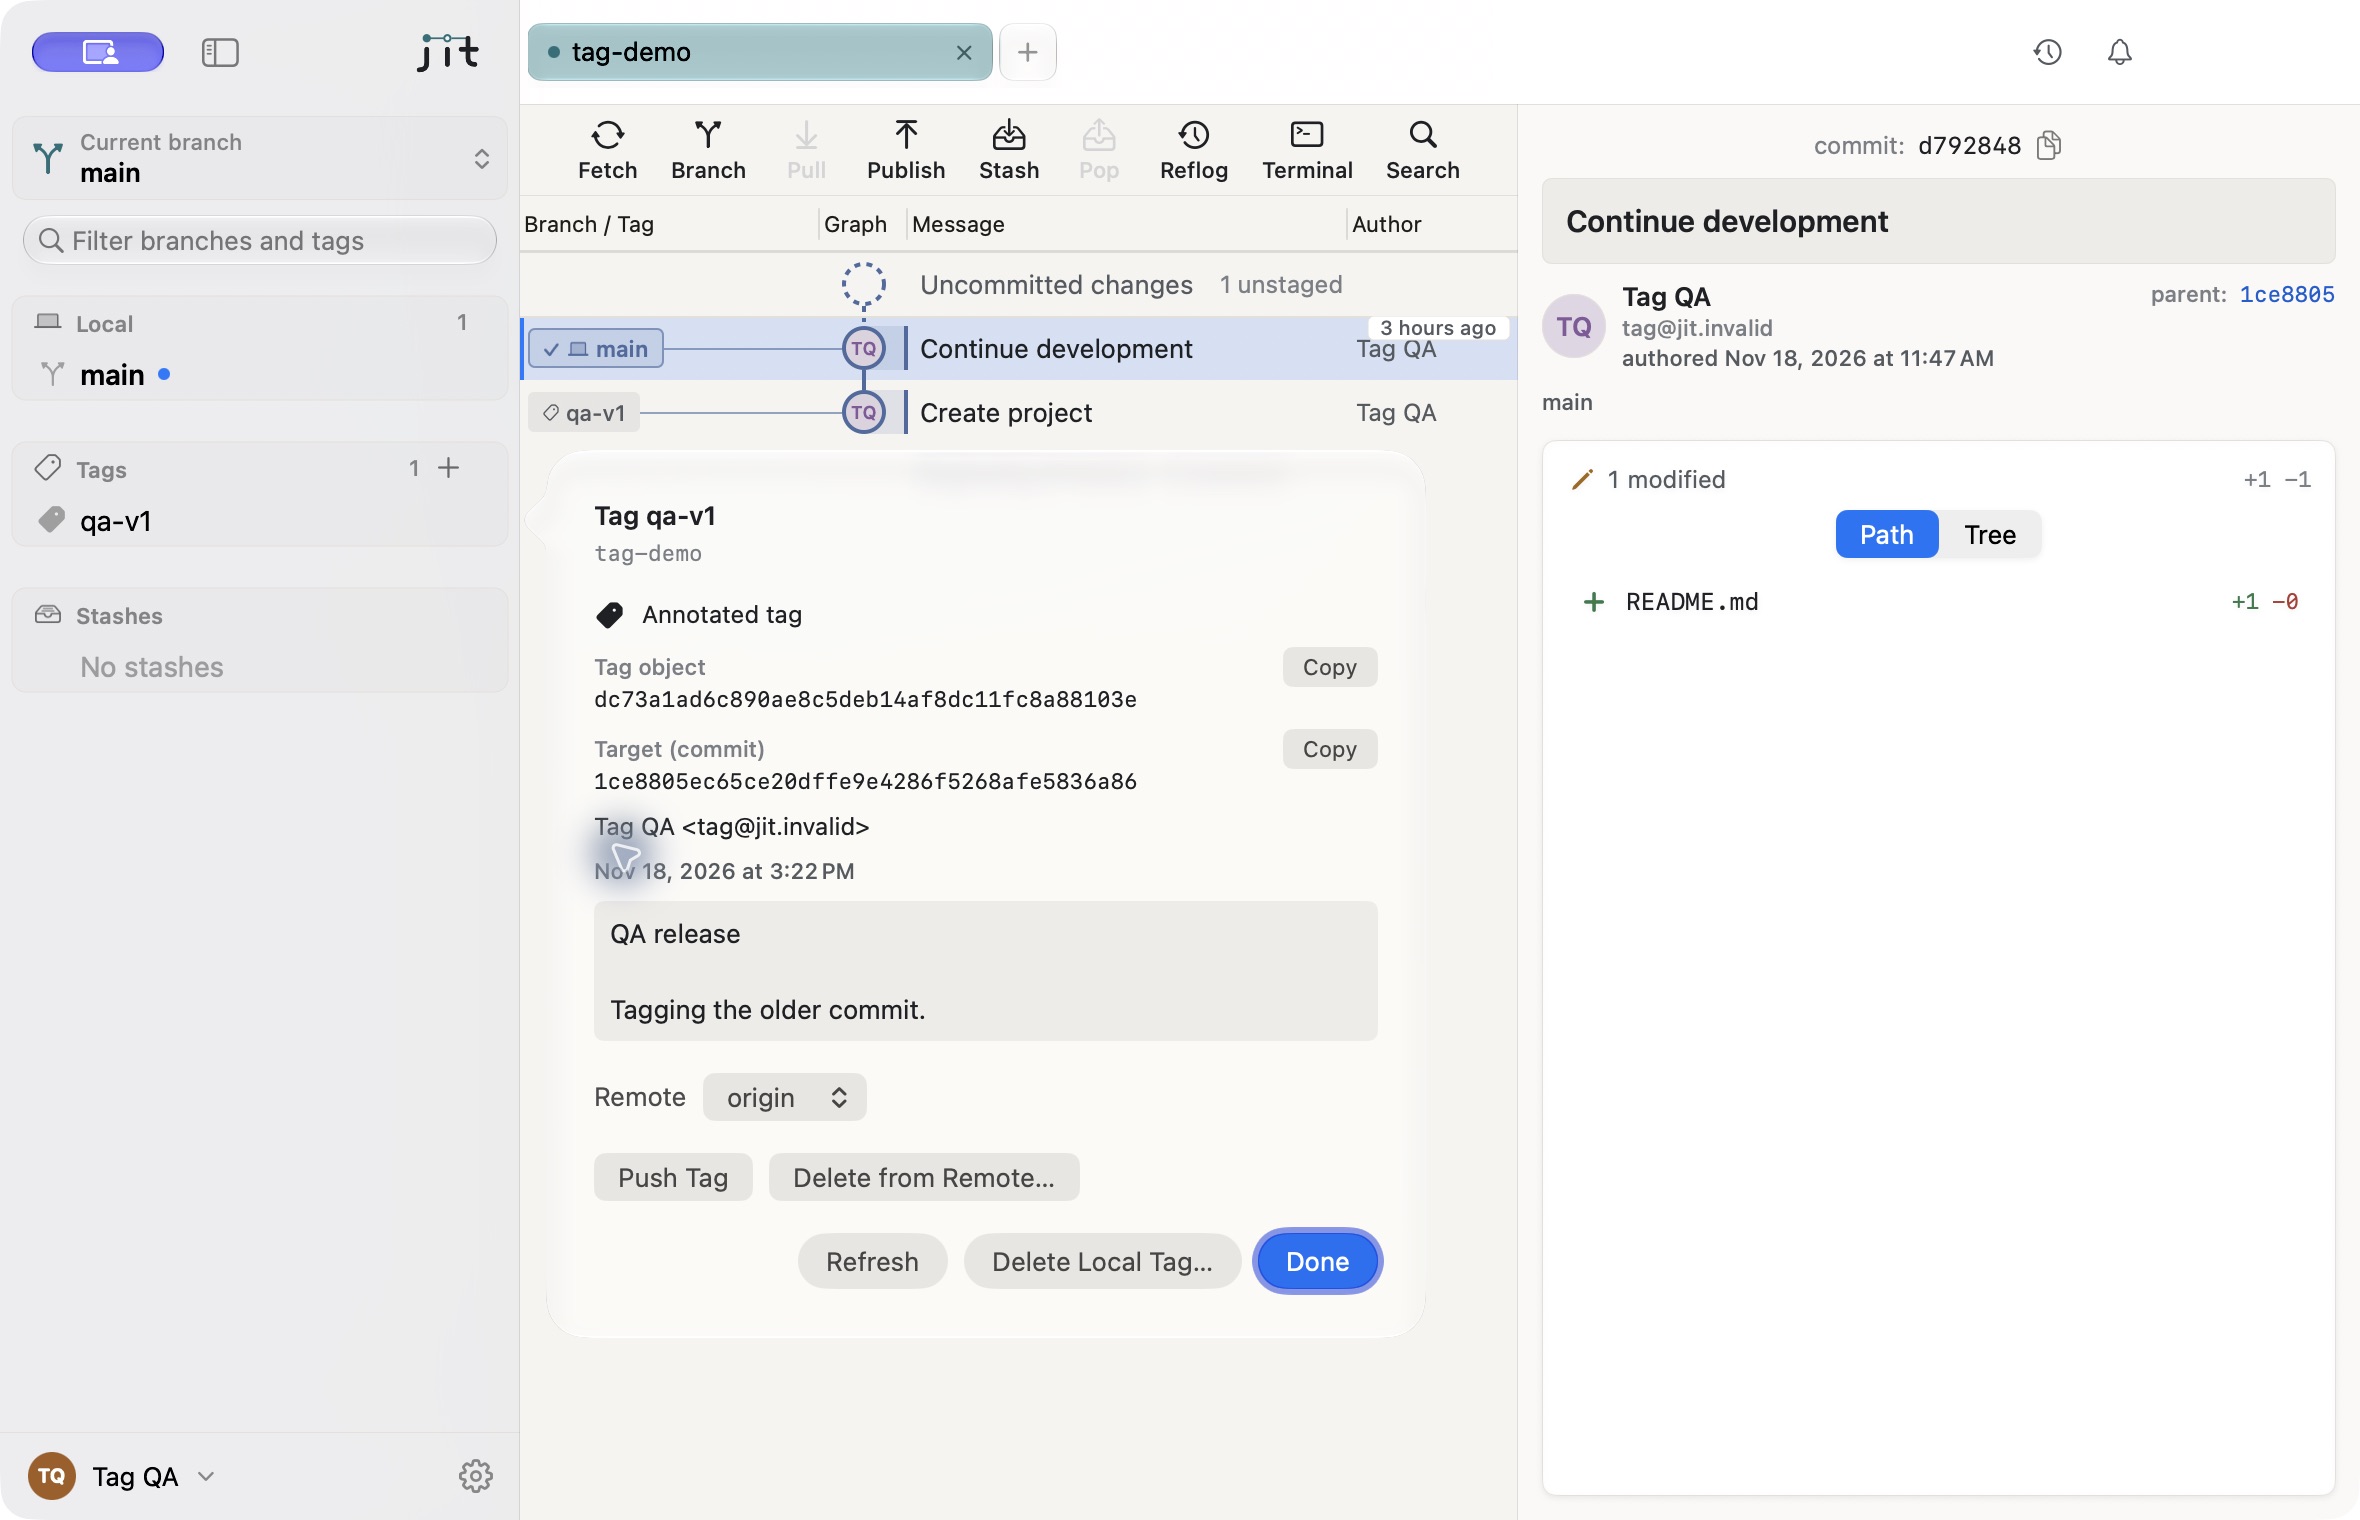 jit
tag-demo
Current branch
main
Filter branches and tags
Local 1
main
Tags 1
qa-v1
Stashes
No stashes
TQ Tag QA
Fetch Branch Pull Publish Stash Pop Reflog Terminal Search
Branch / Tag Graph Message Author
Uncommitted changes 1 unstaged
3 hours ago
main TQ Continue development Tag QA
qa-v1 TQ Create project Tag QA
Tag qa-v1
tag-demo
Annotated tag
Tag object Copy
dc73a1ad6c890ae8c5deb14af8dc11fc8a88103e
Target (commit) Copy
1ce8805ec65ce20dffe9e4286f5268afe5836a86
Tag QA <tag@jit.invalid>
Nov 18, 2026 at 3:22 PM
QA release
Tagging the older commit.
Remote origin
Push Tag Delete from Remote...
Refresh Delete Local Tag... Done
commit: d792848
Continue development
TQ Tag QA parent: 1ce8805
tag@jit.invalid
authored Nov 18, 2026 at 11:47 AM
main
1 modified +1 −1
Path Tree
+ README.md +1 −0